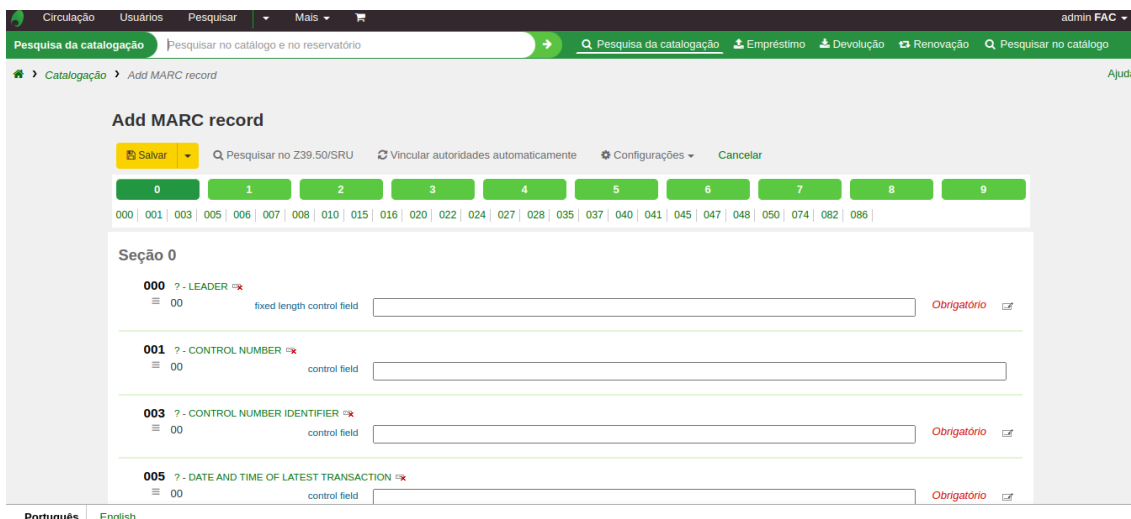 Circulação Usuários Pesquisar Mais admin FAC
Pesquisa da catalogação Pesquisar no catálogo e no reservatório Pesquisa da catalogação Empréstimo Devolução Renovação Pesquisar no catálogo
Catalogação Add MARC record Ajuda
Add MARC record
Salvar Pesquisar no Z39.50/SRU Vincular autoridades automaticamente Configurações Cancelar
0 1 2 3 4 5 6 7 8 9
000 001 003 005 006 007 008 010 015 016 020 022 024 027 028 035 037 040 041 045 047 048 050 074 082 086
Seção 0
000 ? - LEADER
00 fixed length control field Obrigatório
001 ? - CONTROL NUMBER
00 control field
003 ? - CONTROL NUMBER IDENTIFIER
00 control field Obrigatório
005 ? - DATE AND TIME OF LATEST TRANSACTION
00 control field Obrigatório
Português English